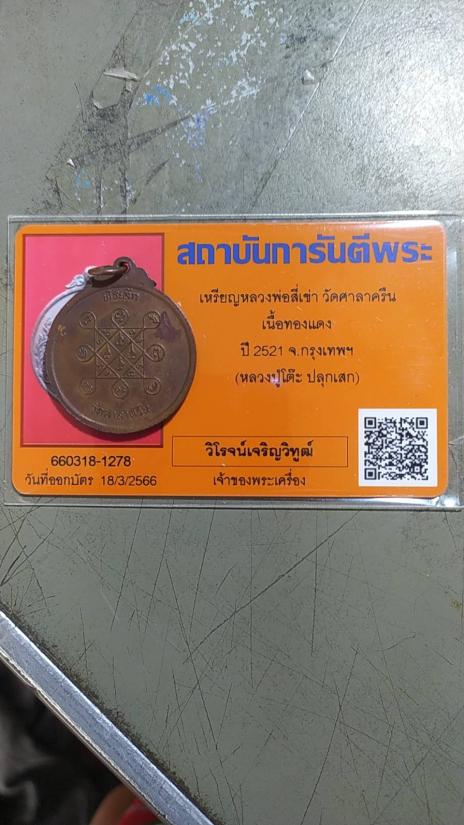 สถาบันการันตีพระ
เหรียญหลวงพ่อสี่เข่า วัดศาลาครืน
เนื้อทองแดง
ปี 2521 จ.กรุงเทพฯ
(หลวงปู่โต๊ะ ปลุกเสก)
660318-1278
วิโรจน์เจริญวิทูฒ์
วันที่ออกบัตร 18/3/2566
เจ้าของพระเครื่อง